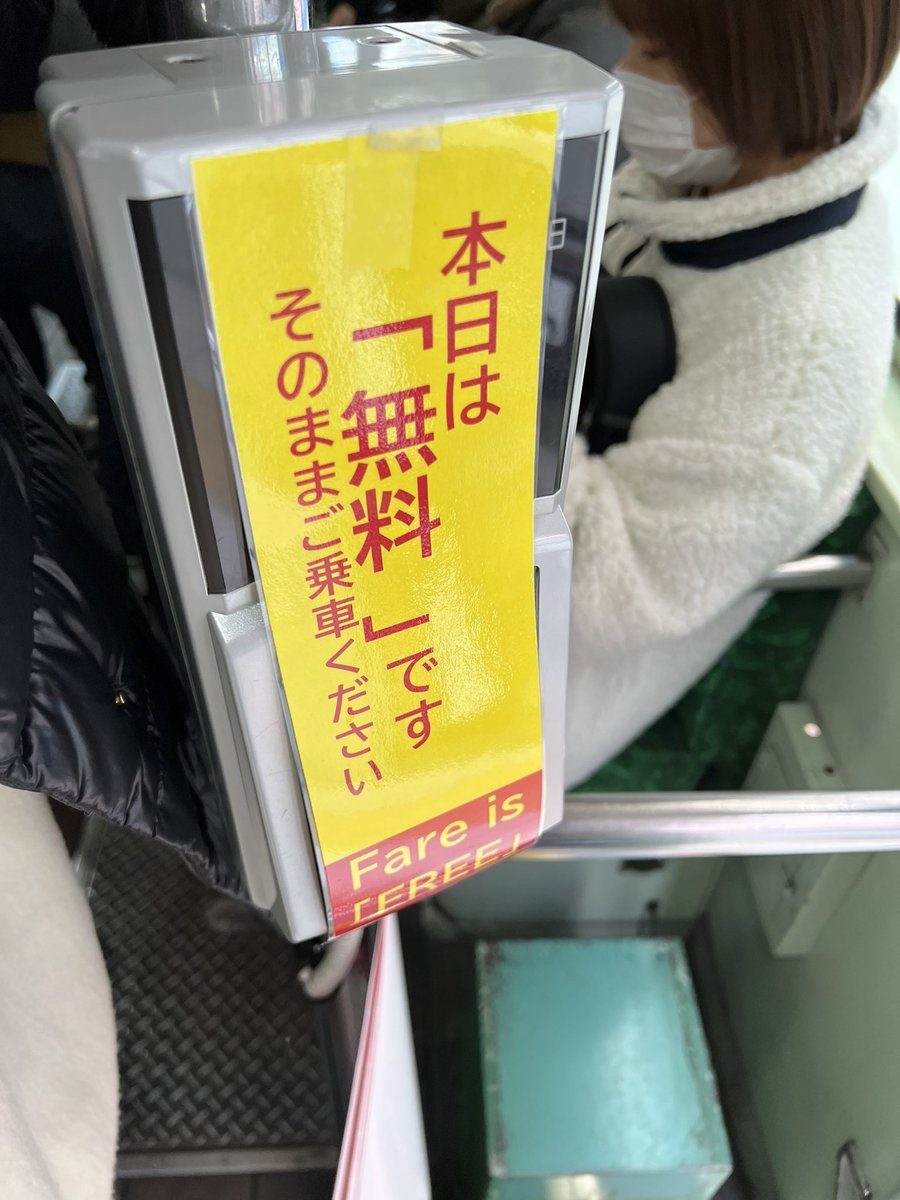 本日は
「無料」です
そのままご乗車ください
Fare is
「FREE」